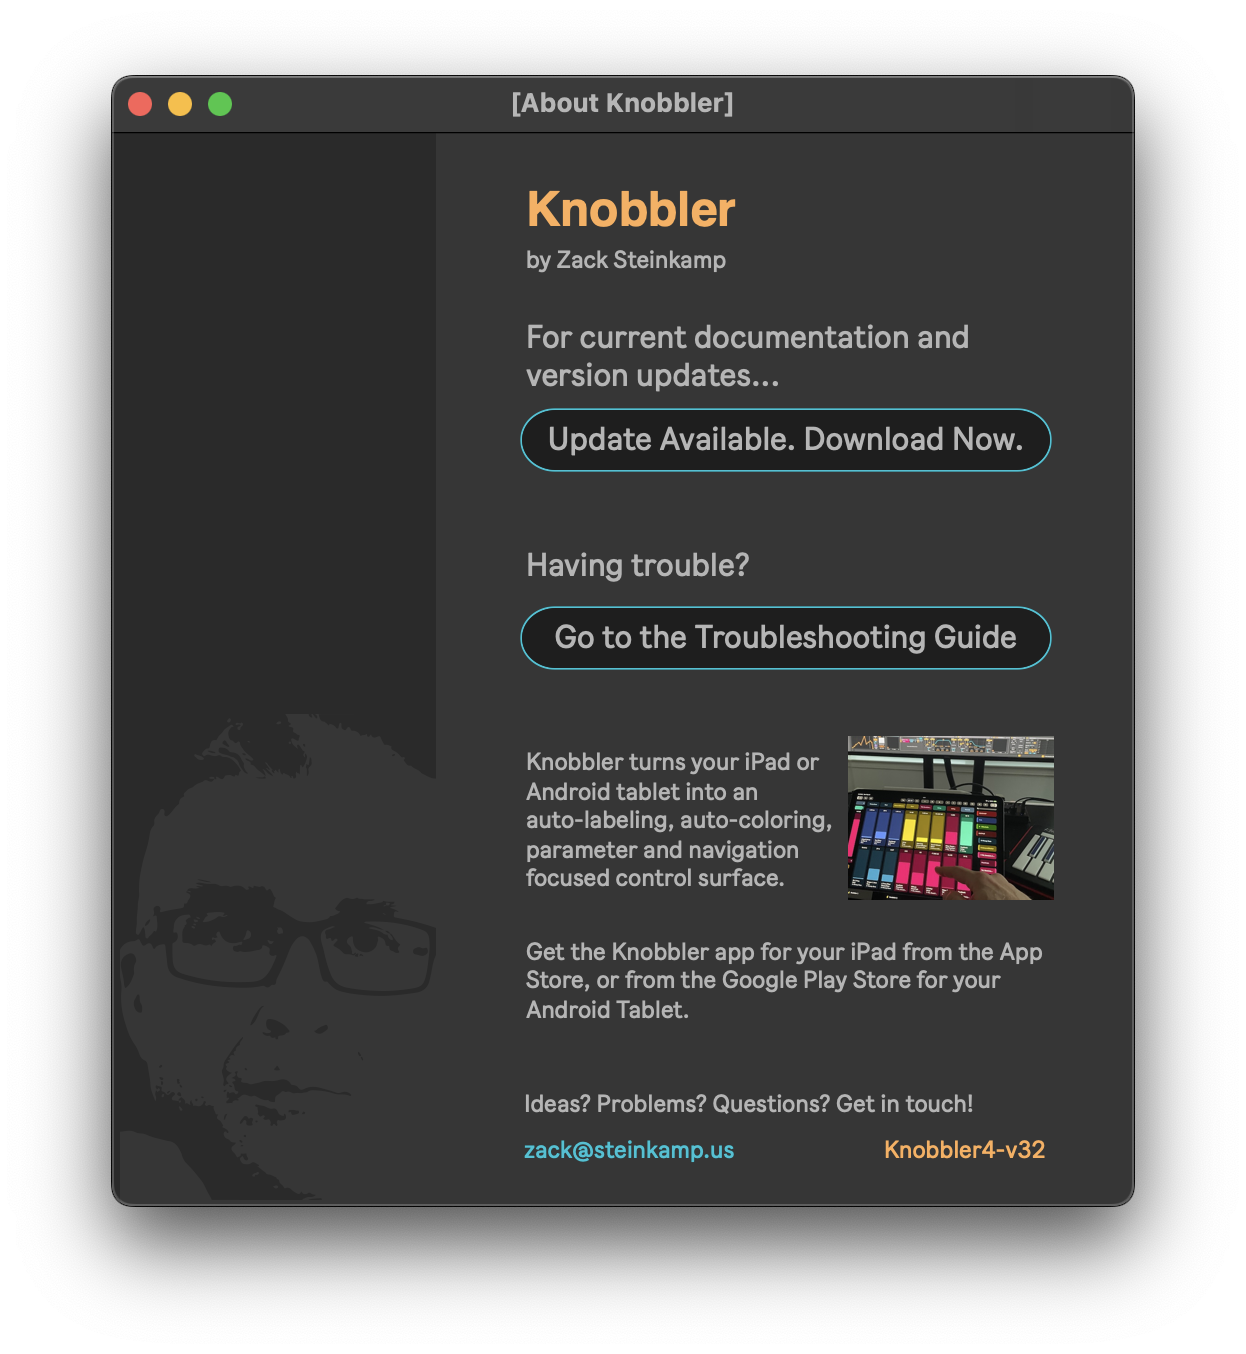 [About Knobbler]
Knobbler
by Zack Steinkamp
For current documentation and
version updates...
Update Available. Download Now.
Having trouble?
Go to the Troubleshooting Guide
Knobbler turns your iPad or
Android tablet into an
auto-labeling, auto-coloring,
parameter and navigation
focused control surface.
Get the Knobbler app for your iPad from the App
Store, or from the Google Play Store for your
Android Tablet.
Ideas? Problems? Questions? Get in touch!
zack@steinkamp.us
Knobbler4-v32